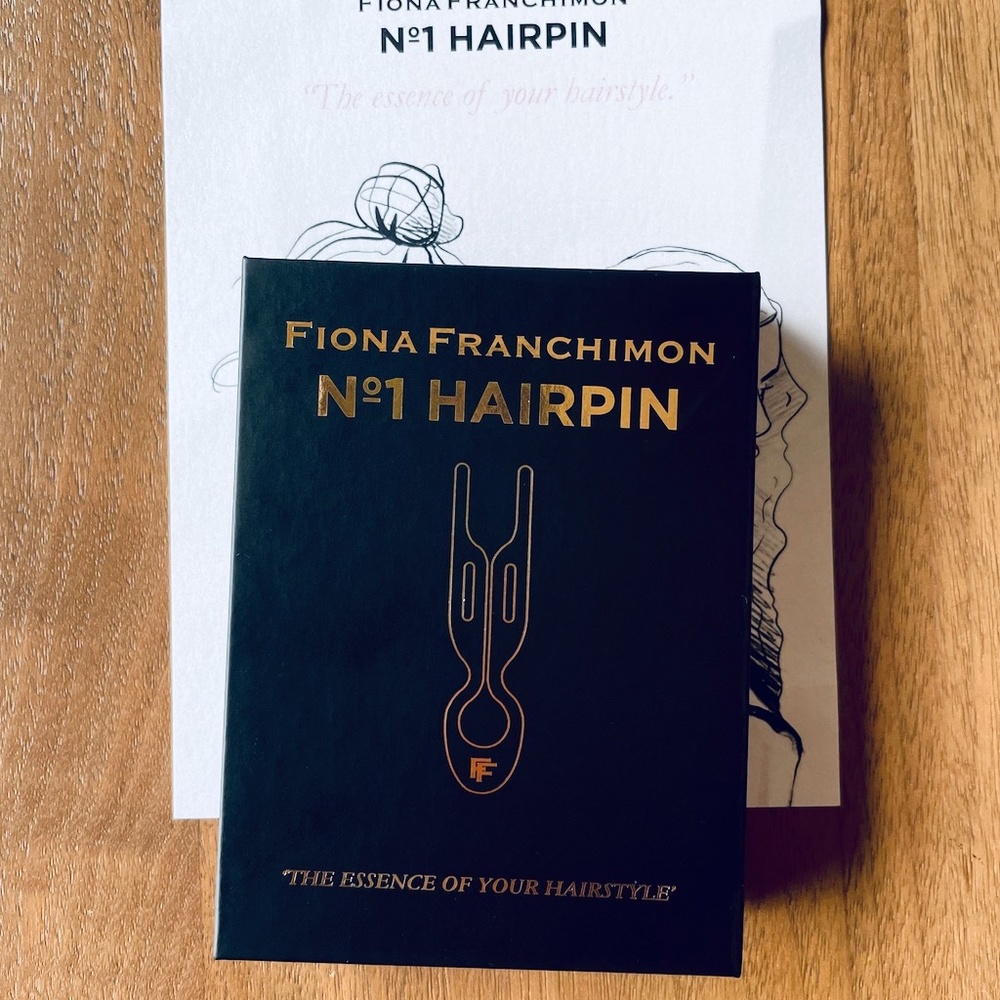 FIONA FRANCHIMON
Nº1 HAIRPIN
“The essence of your hairstyle.”
FIONA FRANCHIMON
Nº1 HAIRPIN
FF
‘THE ESSENCE OF YOUR HAIRSTYLE’